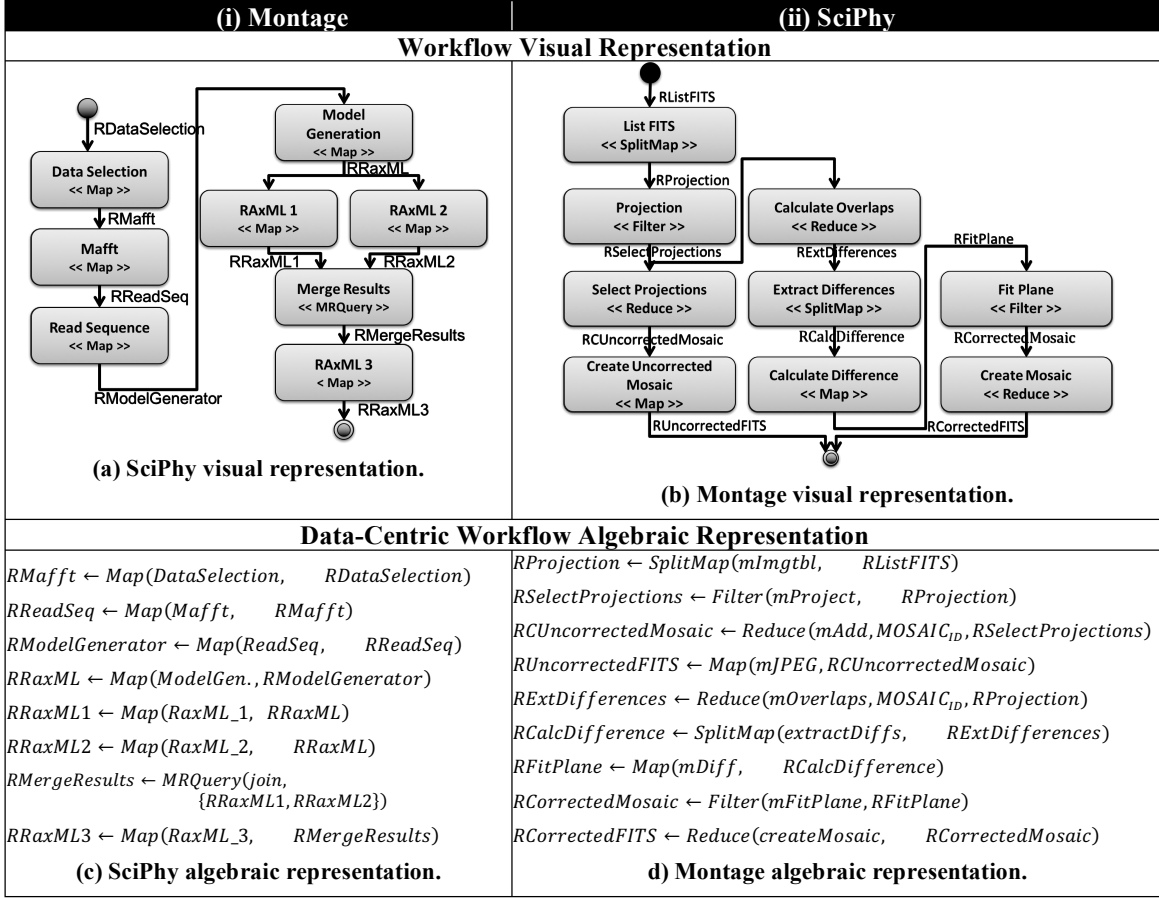 (i) Montage
(ii) SciPhy
Workflow Visual Representation
RDataSelection
Data Selection
<< Map >>
RMafft
Mafft
<< Map >>
RReadSeq
Read Sequence
<< Map >>
RModelGenerator
Model
Generation
<< Map >>
RRaxML
RAxML 1
<< Map >>
RAxML 2
<< Map >>
RRaxML1
RRaxML2
Merge Results
<< MRQuery >>
RMergeResults
RAxML 3
< Map >>
RRaxML3
(a) SciPhy visual representation.
RListFITS
List FITS
<< SplitMap >>
RProjection
Projection
<< Filter >>
RSelectProjections
Select Projections
<< Reduce >>
RCUncorrectedMosaic
Create Uncorrected
Mosaic
<< Map >>
RUncorrectedFITS
Calculate Overlaps
<< Reduce >>
RExtDifferences
Extract Differences
<< SplitMap >>
RCalcDifference
Calculate Difference
<< Map >>
RFitPlane
Fit Plane
<< Filter >>
RCorrectedMosaic
Create Mosaic
<< Reduce >>
RCorrectedFITS
(b) Montage visual representation.
Data-Centric Workflow Algebraic Representation
RMafft ← Map(DataSelection, RDataSelection)
RReadSeq ← Map(Mafft, RMafft)
RModelGenerator ← Map(ReadSeq, RReadSeq)
RRaxML ← Map(ModelGen., RModelGenerator)
RRaxML1 ← Map(RaxML_1, RRaxML)
RRaxML2 ← Map(RaxML_2, RRaxML)
RMergeResults ← MRQuery(join,
{RRaxML1, RRaxML2})
RRaxML3 ← Map(RaxML_3, RMergeResults)
(c) SciPhy algebraic representation.
RProjection ← SplitMap(mImgtbl, RListFITS)
RSelectProjections ← Filter(mProject, RProjection)
RCUncorrectedMosaic ← Reduce(mAdd, MOSAIC_ID, RSelectProjections)
RUncorrectedFITS ← Map(mJPEG, RCUncorrectedMosaic)
RExtDifferences ← Reduce(mOverlaps, MOSAIC_ID, RProjection)
RCalcDifference ← SplitMap(extractDiffs, RExtDifferences)
RFitPlane ← Map(mDiff, RCalcDifference)
RCorrectedMosaic ← Filter(mFitPlane, RFitPlane)
RCorrectedFITS ← Reduce(createMosaic, RCorrectedMosaic)
d) Montage algebraic representation.